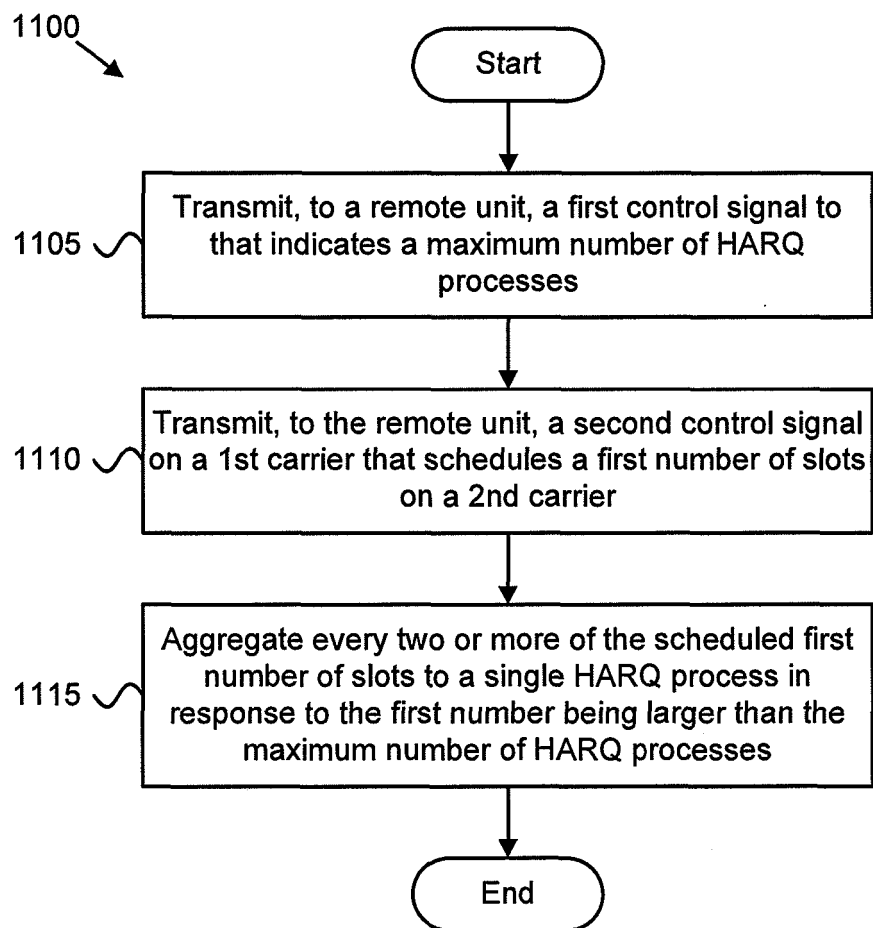 1100
Start
1105
Transmit, to a remote unit, a first control signal to
that indicates a maximum number of HARQ
processes
1110
Transmit, to the remote unit, a second control signal
on a 1st carrier that schedules a first number of slots
on a 2nd carrier
1115
Aggregate every two or more of the scheduled first
number of slots to a single HARQ process in
response to the first number being larger than the
maximum number of HARQ processes
End